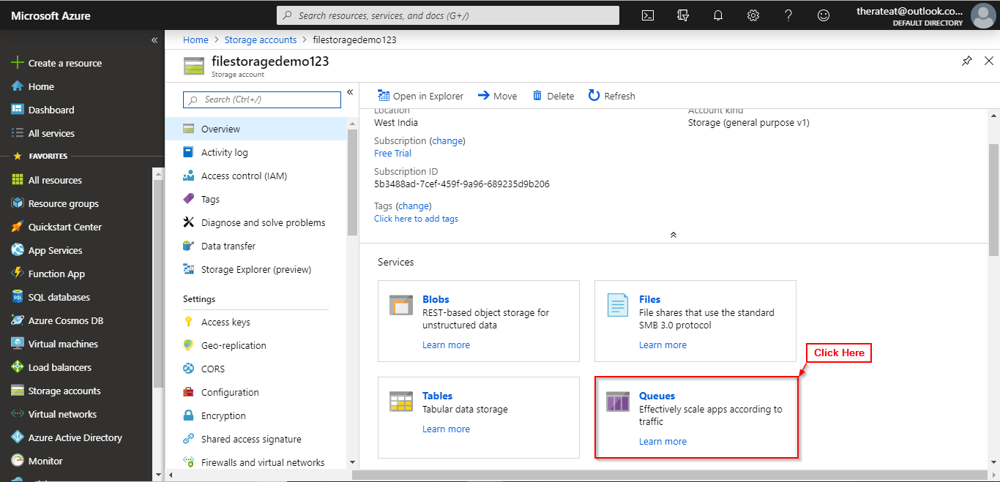 Microsoft Azure
Search resources, services, and docs (G+/)
therateat@outlook.co...
DEFAULT DIRECTORY
Create a resource
Home
Dashboard
All services
FAVORITES
All resources
Resource groups
Quickstart Center
App Services
Function App
SQL databases
Azure Cosmos DB
Virtual machines
Load balancers
Storage accounts
Virtual networks
Azure Active Directory
Monitor
Home > Storage accounts > filestoragedemo123
filestoragedemo123
Storage account
Search (Ctrl+/)
Overview
Activity log
Access control (IAM)
Tags
Diagnose and solve problems
Data transfer
Storage Explorer (preview)
Settings
Access keys
Geo-replication
CORS
Configuration
Encryption
Shared access signature
Firewalls and virtual networks
Open in Explorer Move Delete Refresh
Location
West India
Subscription (change)
Free Trial
Subscription ID
5b3488ad-7cef-459f-9a96-689235d9b206
Tags (change)
Click here to add tags
Account kind
Storage (general purpose v1)
Services
Blobs
REST-based object storage for
unstructured data
Learn more
Files
File shares that use the standard
SMB 3.0 protocol
Learn more
Tables
Tabular data storage
Learn more
Click Here
Queues
Effectively scale apps according to
traffic
Learn more